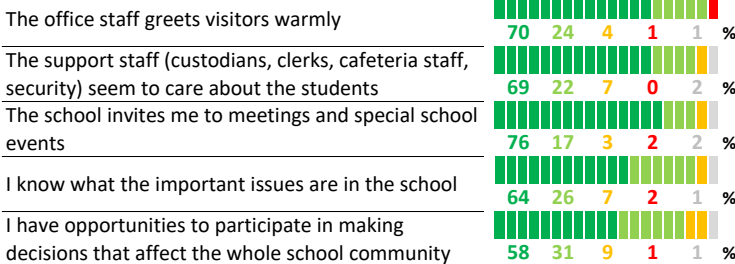 The office staff greets visitors warmly
70 24 4 1 1 %
The support staff (custodians, clerks, cafeteria staff,
security) seem to care about the students
69 22 7 0 2 %
The school invites me to meetings and special school
events
76 17 3 2 2 %
I know what the important issues are in the school
64 26 7 2 1 %
I have opportunities to participate in making
decisions that affect the whole school community
58 31 9 1 1 %